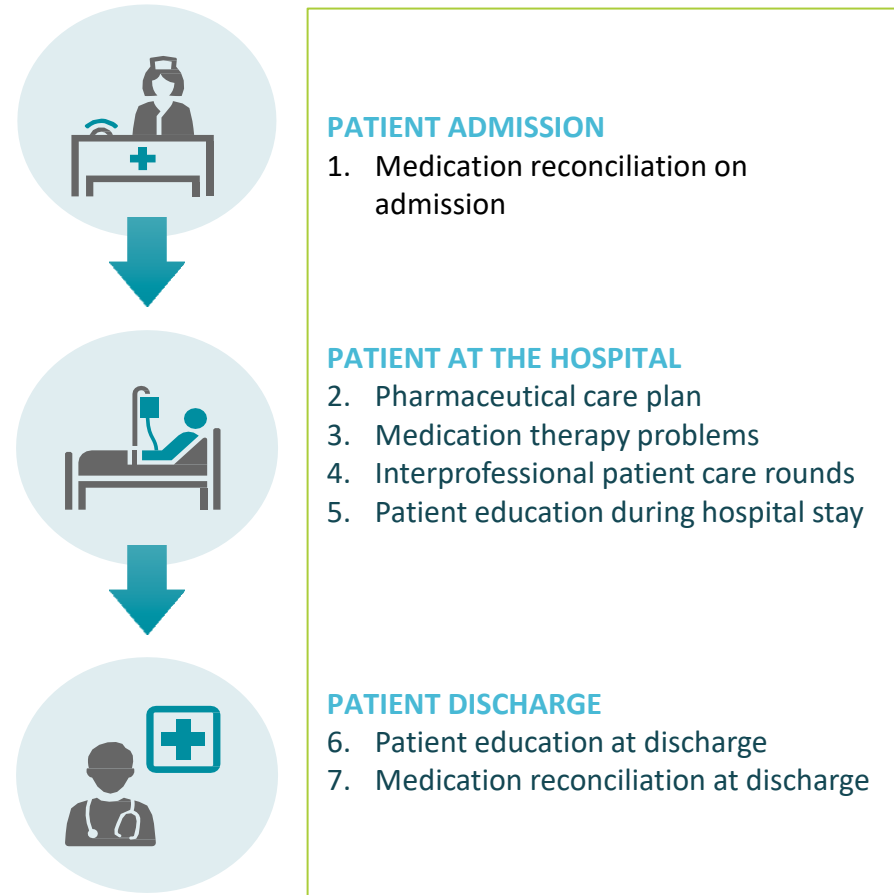 PATIENT ADMISSION
1. Medication reconciliation on
admission
PATIENT AT THE HOSPITAL
2. Pharmaceutical care plan
3. Medication therapy problems
4. Interprofessional patient care rounds
5. Patient education during hospital stay
PATIENT DISCHARGE
6. Patient education at discharge
7. Medication reconciliation at discharge